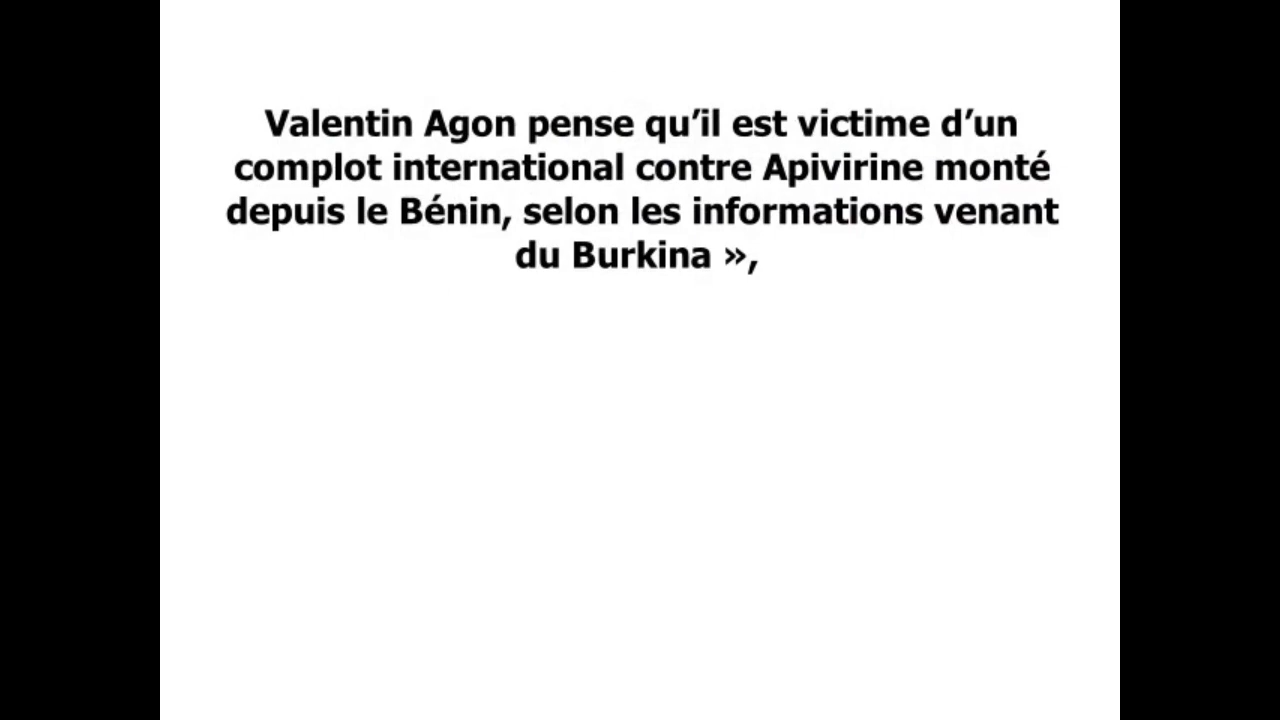 Valentin Agon pense qu’il est victime d’un
complot international contre Apivirine monté
depuis le Bénin, selon les informations venant
du Burkina »,